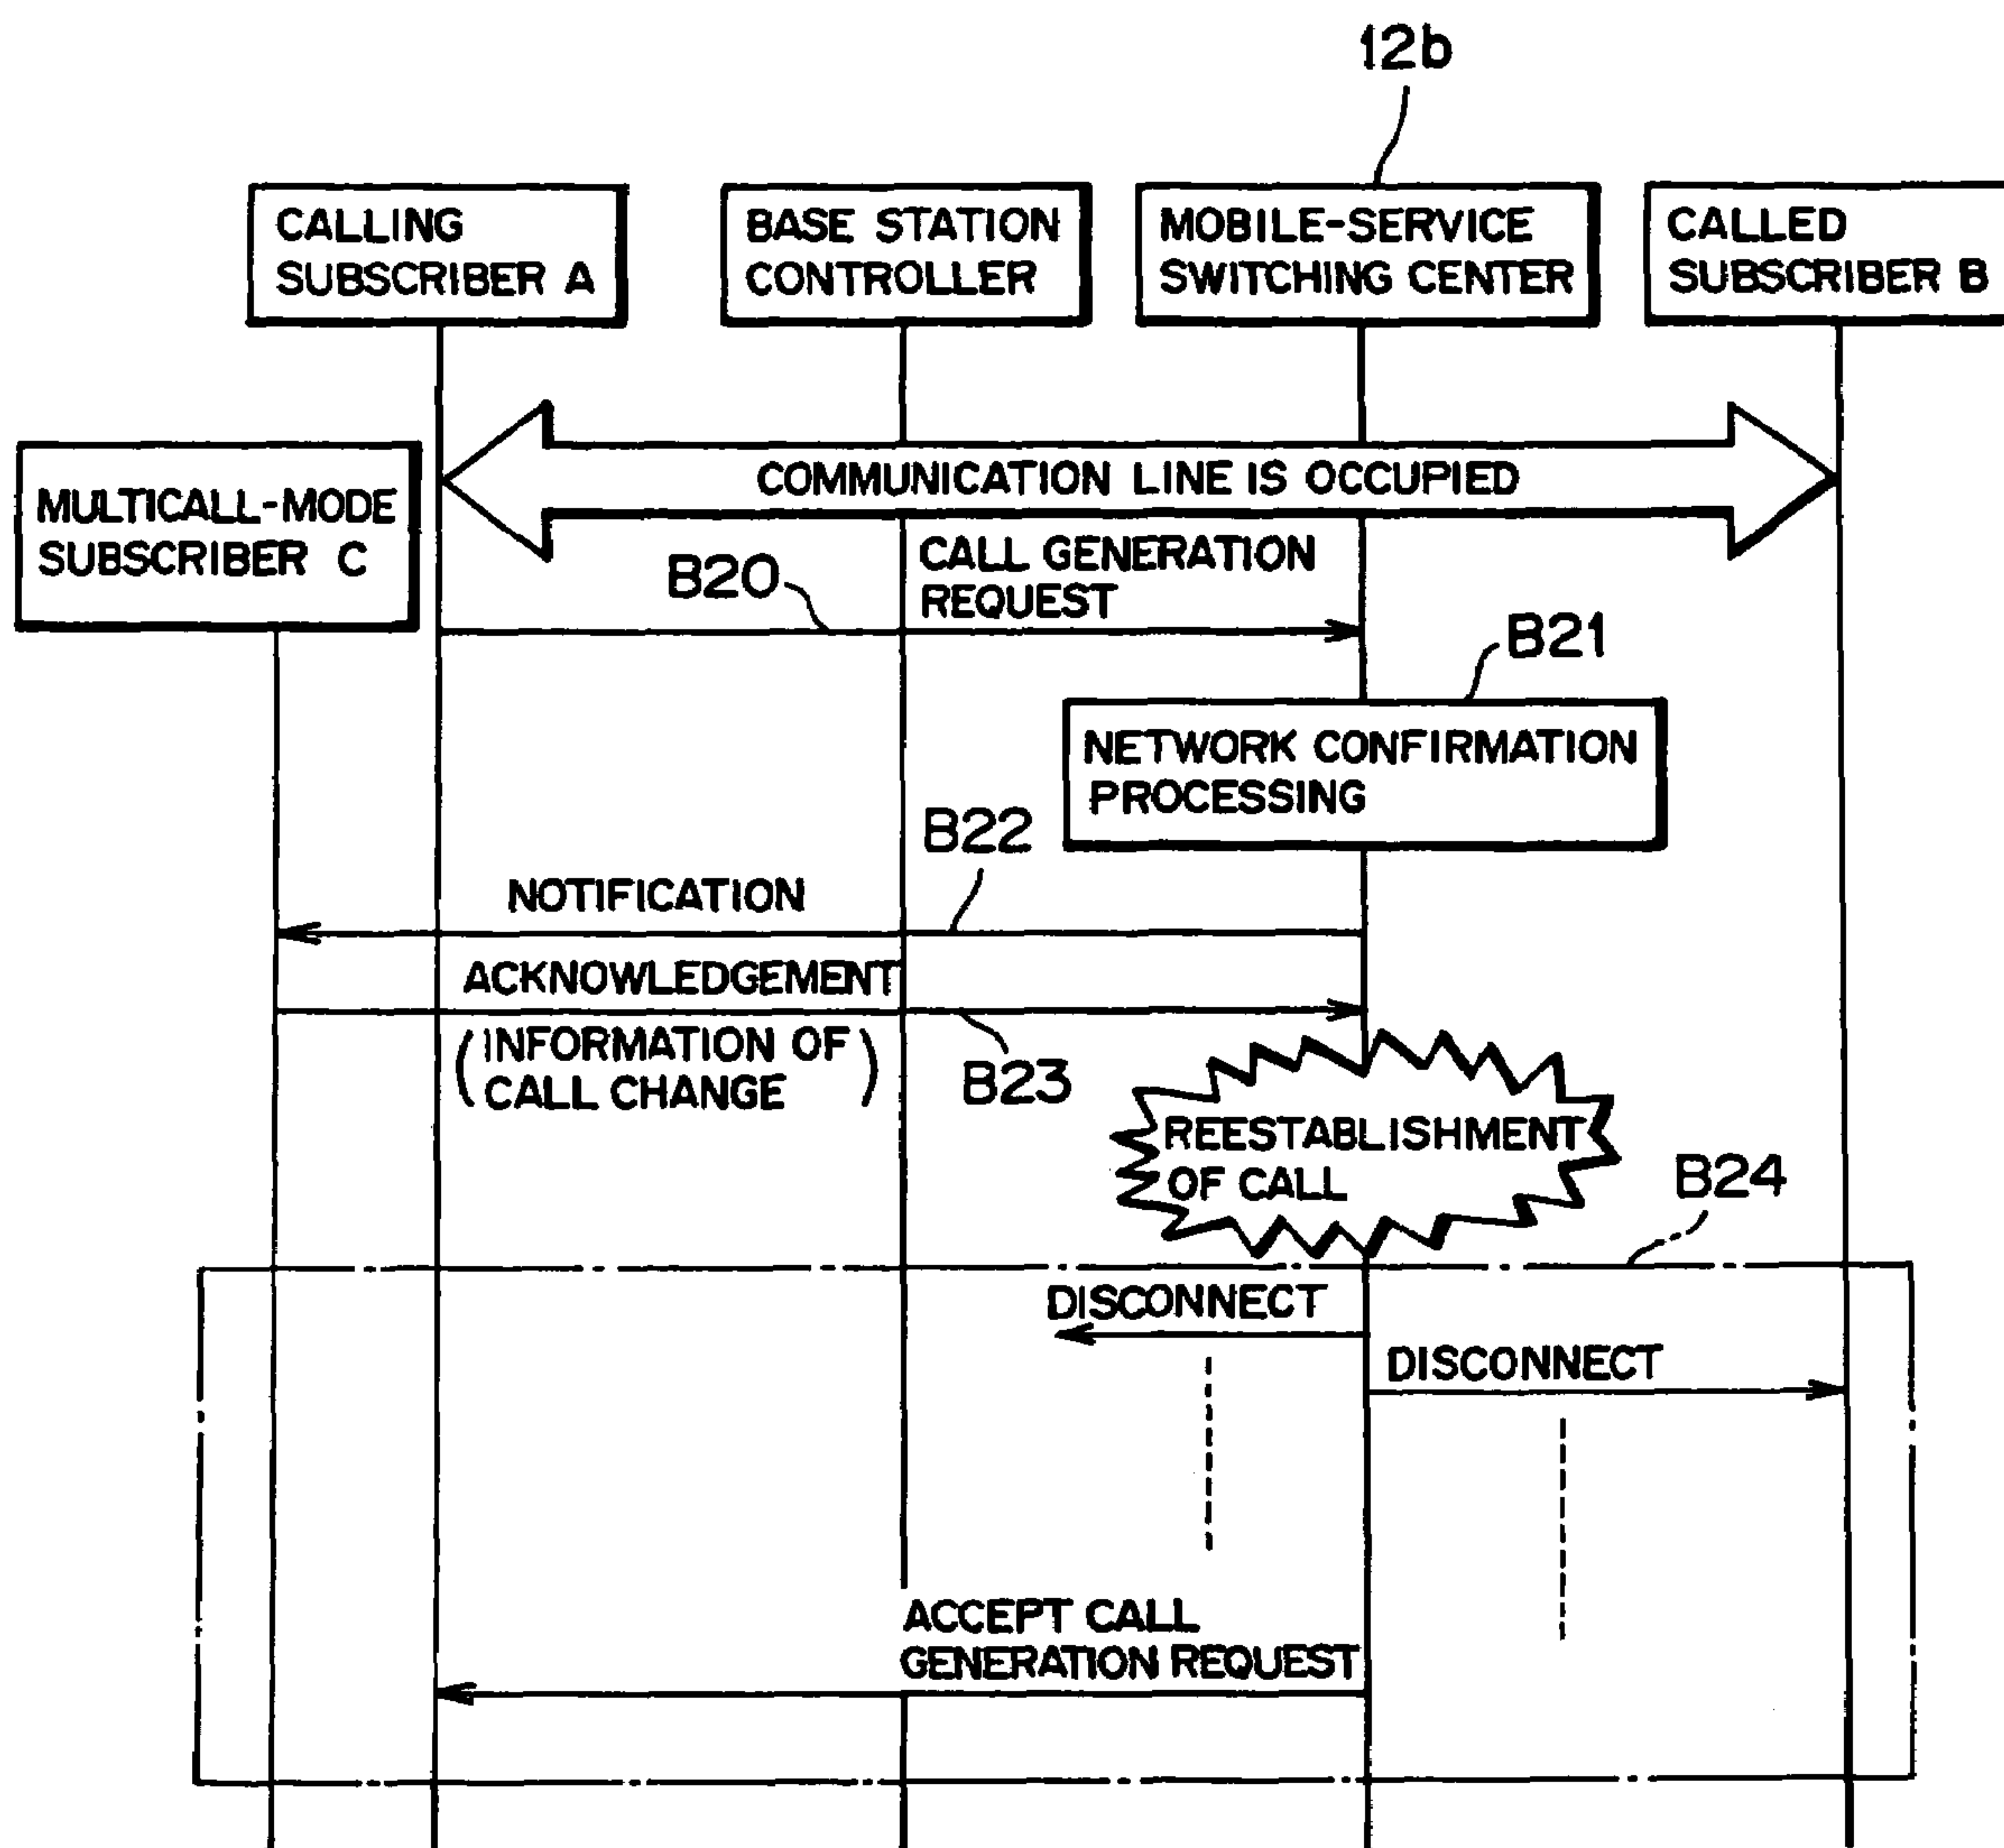 12b
CALLING
SUBSCRIBER A
BASE STATION
CONTROLLER
MOBILE-SERVICE
SWITCHING CENTER
CALLED
SUBSCRIBER B
MULTICALL-MODE
SUBSCRIBER C
COMMUNICATION LINE IS OCCUPIED
B20
CALL GENERATION
REQUEST
B21
NETWORK CONFIRMATION
PROCESSING
B22
NOTIFICATION
ACKNOWLEDGEMENT
(INFORMATION OF
CALL CHANGE)
B23
REESTABLISHMENT
OF CALL
B24
DISCONNECT
DISCONNECT
ACCEPT CALL
GENERATION REQUEST